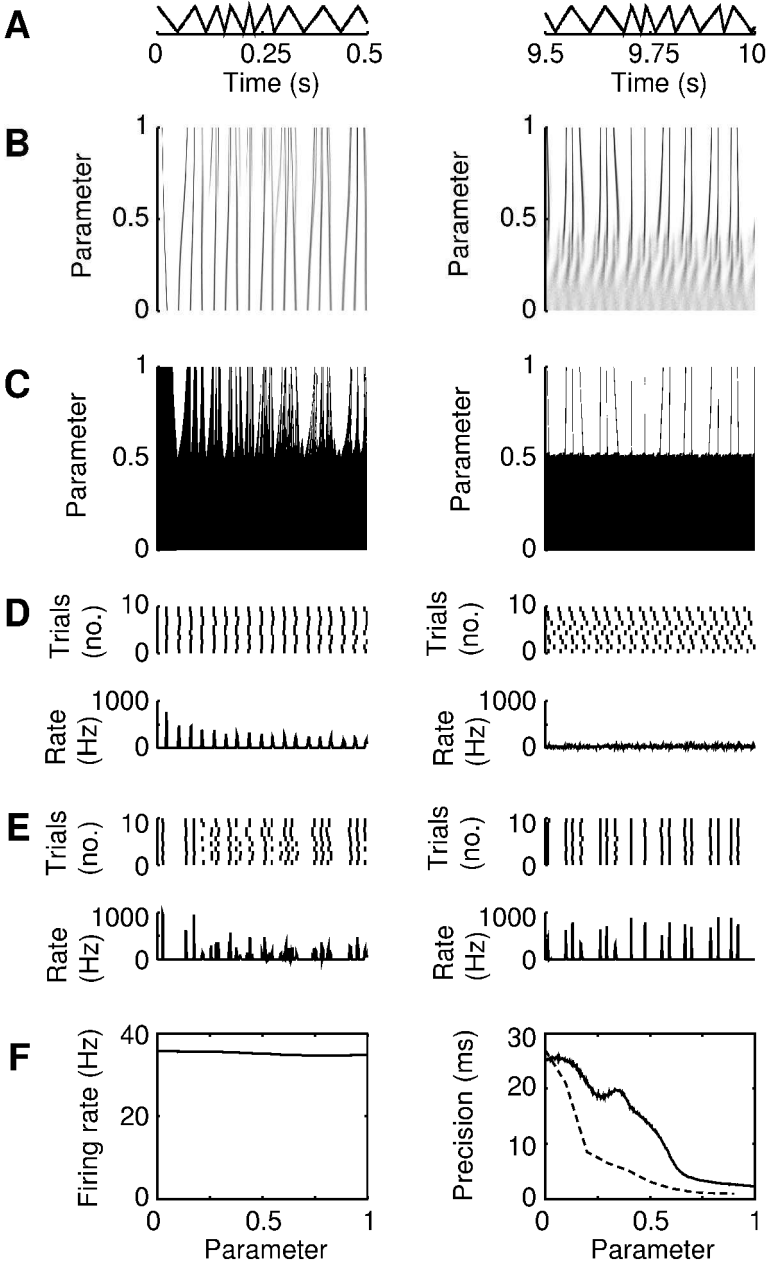 A
0 0.25 0.5
Time (s)
9.5 9.75 10
Time (s)
B
1
0.5
0
Parameter
1
0.5
0
Parameter
C
1
0.5
0
Parameter
1
0.5
0
Parameter
D
Trials
(no.)
10
0
Trials
(no.)
10
0
Rate
(Hz)
1000
0
Rate
(Hz)
1000
0
E
Trials
(no.)
10
0
Trials
(no.)
10
0
Rate
(Hz)
1000
0
Rate
(Hz)
1000
0
F
Firing rate (Hz)
40
20
0
0 0.5 1
Parameter
Precision (ms)
30
20
10
0
0 0.5 1
Parameter